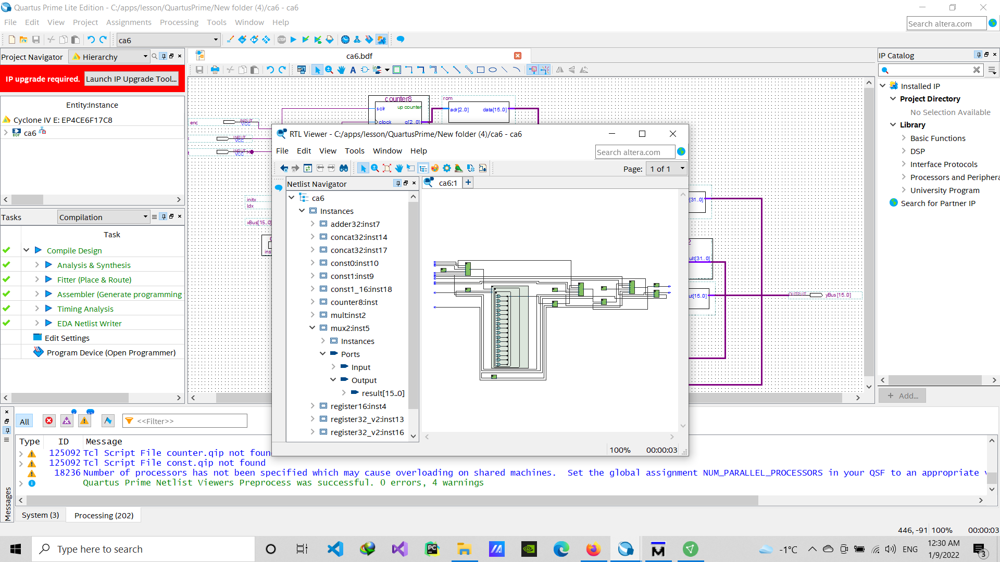 Quartus Prime Lite Edition - C:/apps/lesson/QuartusPrime/New folder (4)/ca6 - ca6
File Edit View Project Assignments Processing Tools Window Help
Search altera.com
ca6
Project Navigator Hierarchy
ca6.bdf
IP Catalog
IP upgrade required. Launch IP Upgrade Tool...
Entity:Instance
Cyclone IV E: EP4CE6F17C8
ca6
Installed IP
Project Directory
No Selection Available
Library
Basic Functions
DSP
Interface Protocols
Processors and Periphera
University Program
Search for Partner IP
+ Add...
Tasks Compilation
Task
Compile Design
Analysis & Synthesis
Fitter (Place & Route)
Assembler (Generate programming
Timing Analysis
EDA Netlist Writer
Edit Settings
Program Device (Open Programmer)
counter8
sclr
up counter
clock
q[2..0]
rom
adr[2..0] data[15..0]
enc
INPUT
VCC
INPUT
VCC
INPUT
VCC
initx
ldx
xBus[15..0]
ins
[31..0]
ult[31..0]
ut[15..0]
OUTPUT yBus[15..0]
RTL Viewer - C:/apps/lesson/QuartusPrime/New folder (4)/ca6 - ca6
File Edit View Tools Window Help
Search altera.com
Page: 1 of 1
Netlist Navigator
ca6:1
ca6
Instances
adder32:inst7
concat32:inst14
concat32:inst17
const0:inst10
const1:inst9
const1_16:inst18
counter8:inst
mult:inst2
mux2:inst5
Instances
Ports
Input
Output
result[15..0]
register16:inst4
register32_v2:inst13
register32_v2:inst16
100% 00:00:03
All
<<Filter>>
Type ID Message
125092 Tcl Script File counter.qip not foun
125092 Tcl Script File const.qip not found
18236 Number of processors has not been specified which may cause overloading on shared machines. Set the global assignment NUM_PARALLEL_PROCESSORS in your QSF to an appropriate v
Quartus Prime Netlist Viewers Preprocess was successful. 0 errors, 4 warnings
Messages
System (3) Processing (202)
446, -91 100% 00:00:03
Type here to search
-1°C
ENG
12:30 AM
1/9/2022
3